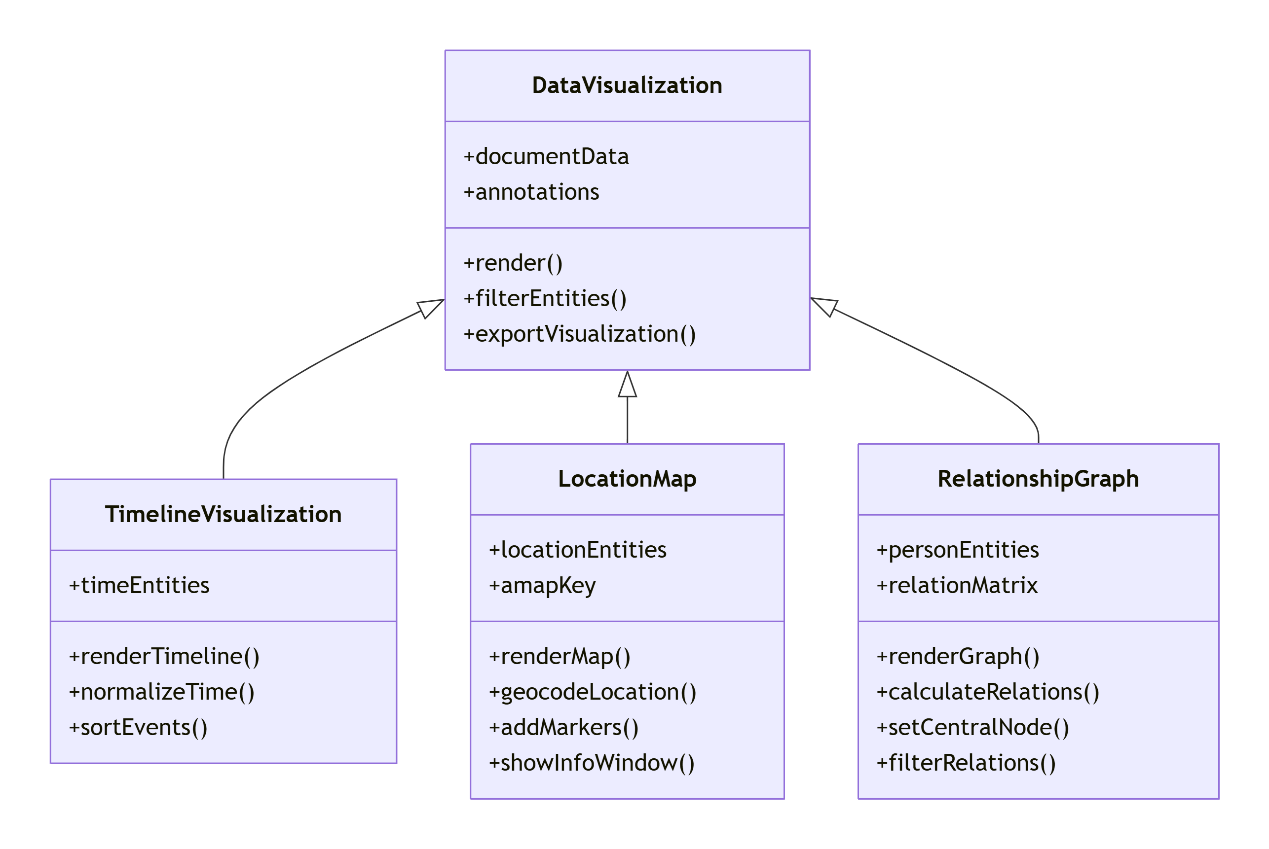 DataVisualization
+documentData
+annotations
+render()
+filterEntities()
+exportVisualization()
TimelineVisualization
+timeEntities
+renderTimeline()
+normalizeTime()
+sortEvents()
LocationMap
+locationEntities
+amapKey
+renderMap()
+geocodeLocation()
+addMarkers()
+showInfoWindow()
RelationshipGraph
+personEntities
+relationMatrix
+renderGraph()
+calculateRelations()
+setCentralNode()
+filterRelations()